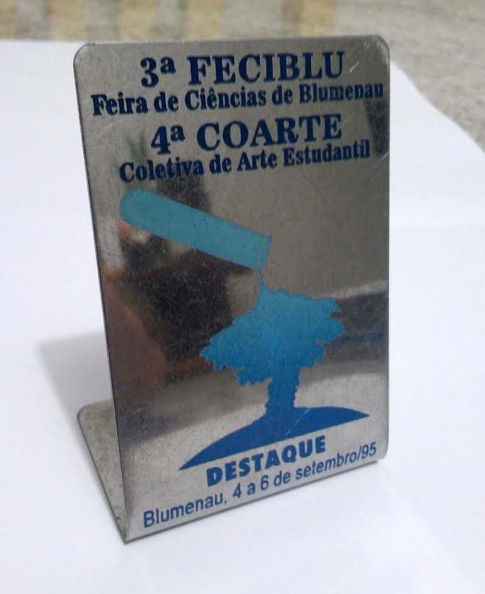 3ª FECIBLU
Feira de Ciências de Blumenau
4ª COARTE
Coletiva de Arte Estudantil
DESTAQUE
Blumenau, 4 a 6 de setembro/95